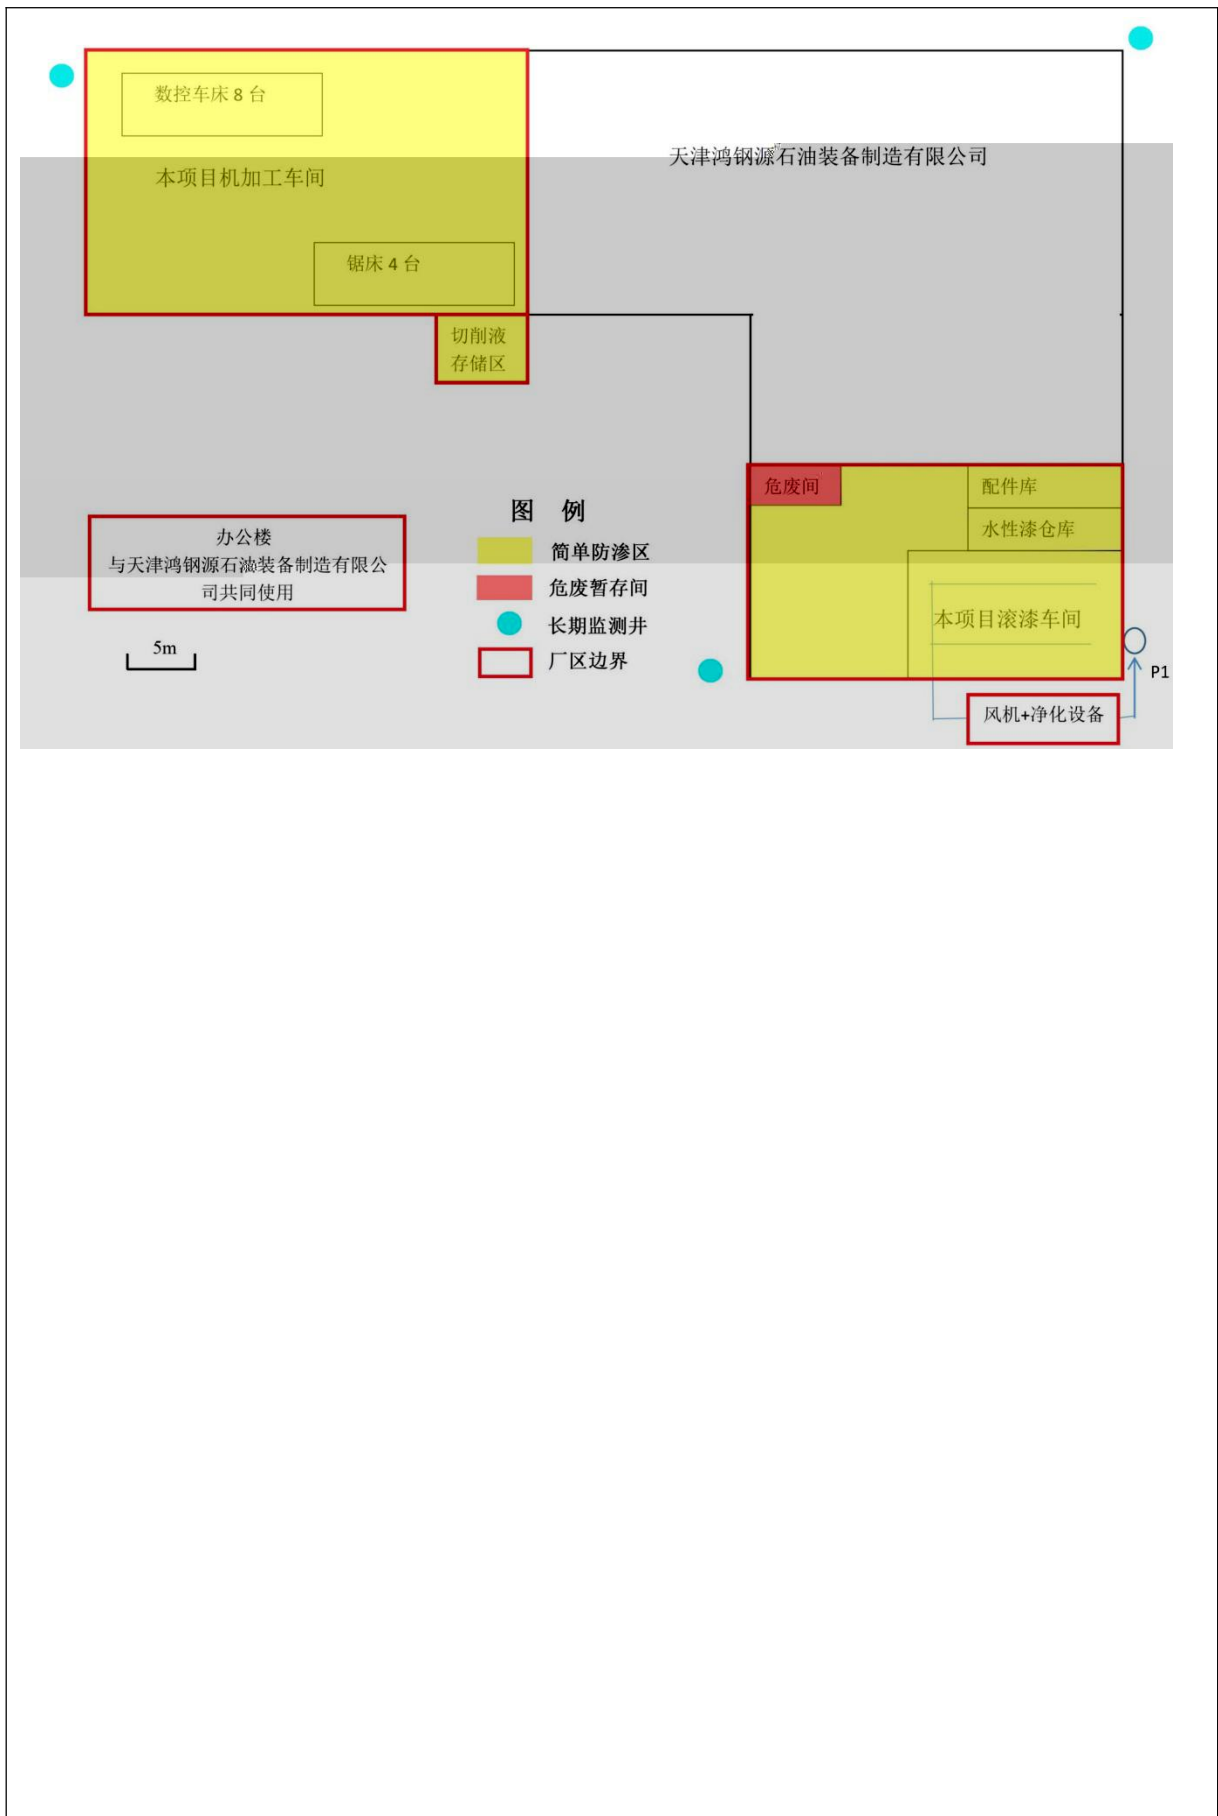 数控车床 8 台
天津鸿钢源石油装备制造有限公司
本项目机加工车间
锯床 4 台
切削液
存储区
危废间
配件库
水性漆仓库
本项目滚漆车间
P1
风机+净化设备
办公楼
与天津鸿钢源石油装备制造有限公
司共同使用
5m
图 例
简单防渗区
危废暂存间
长期监测井
厂区边界